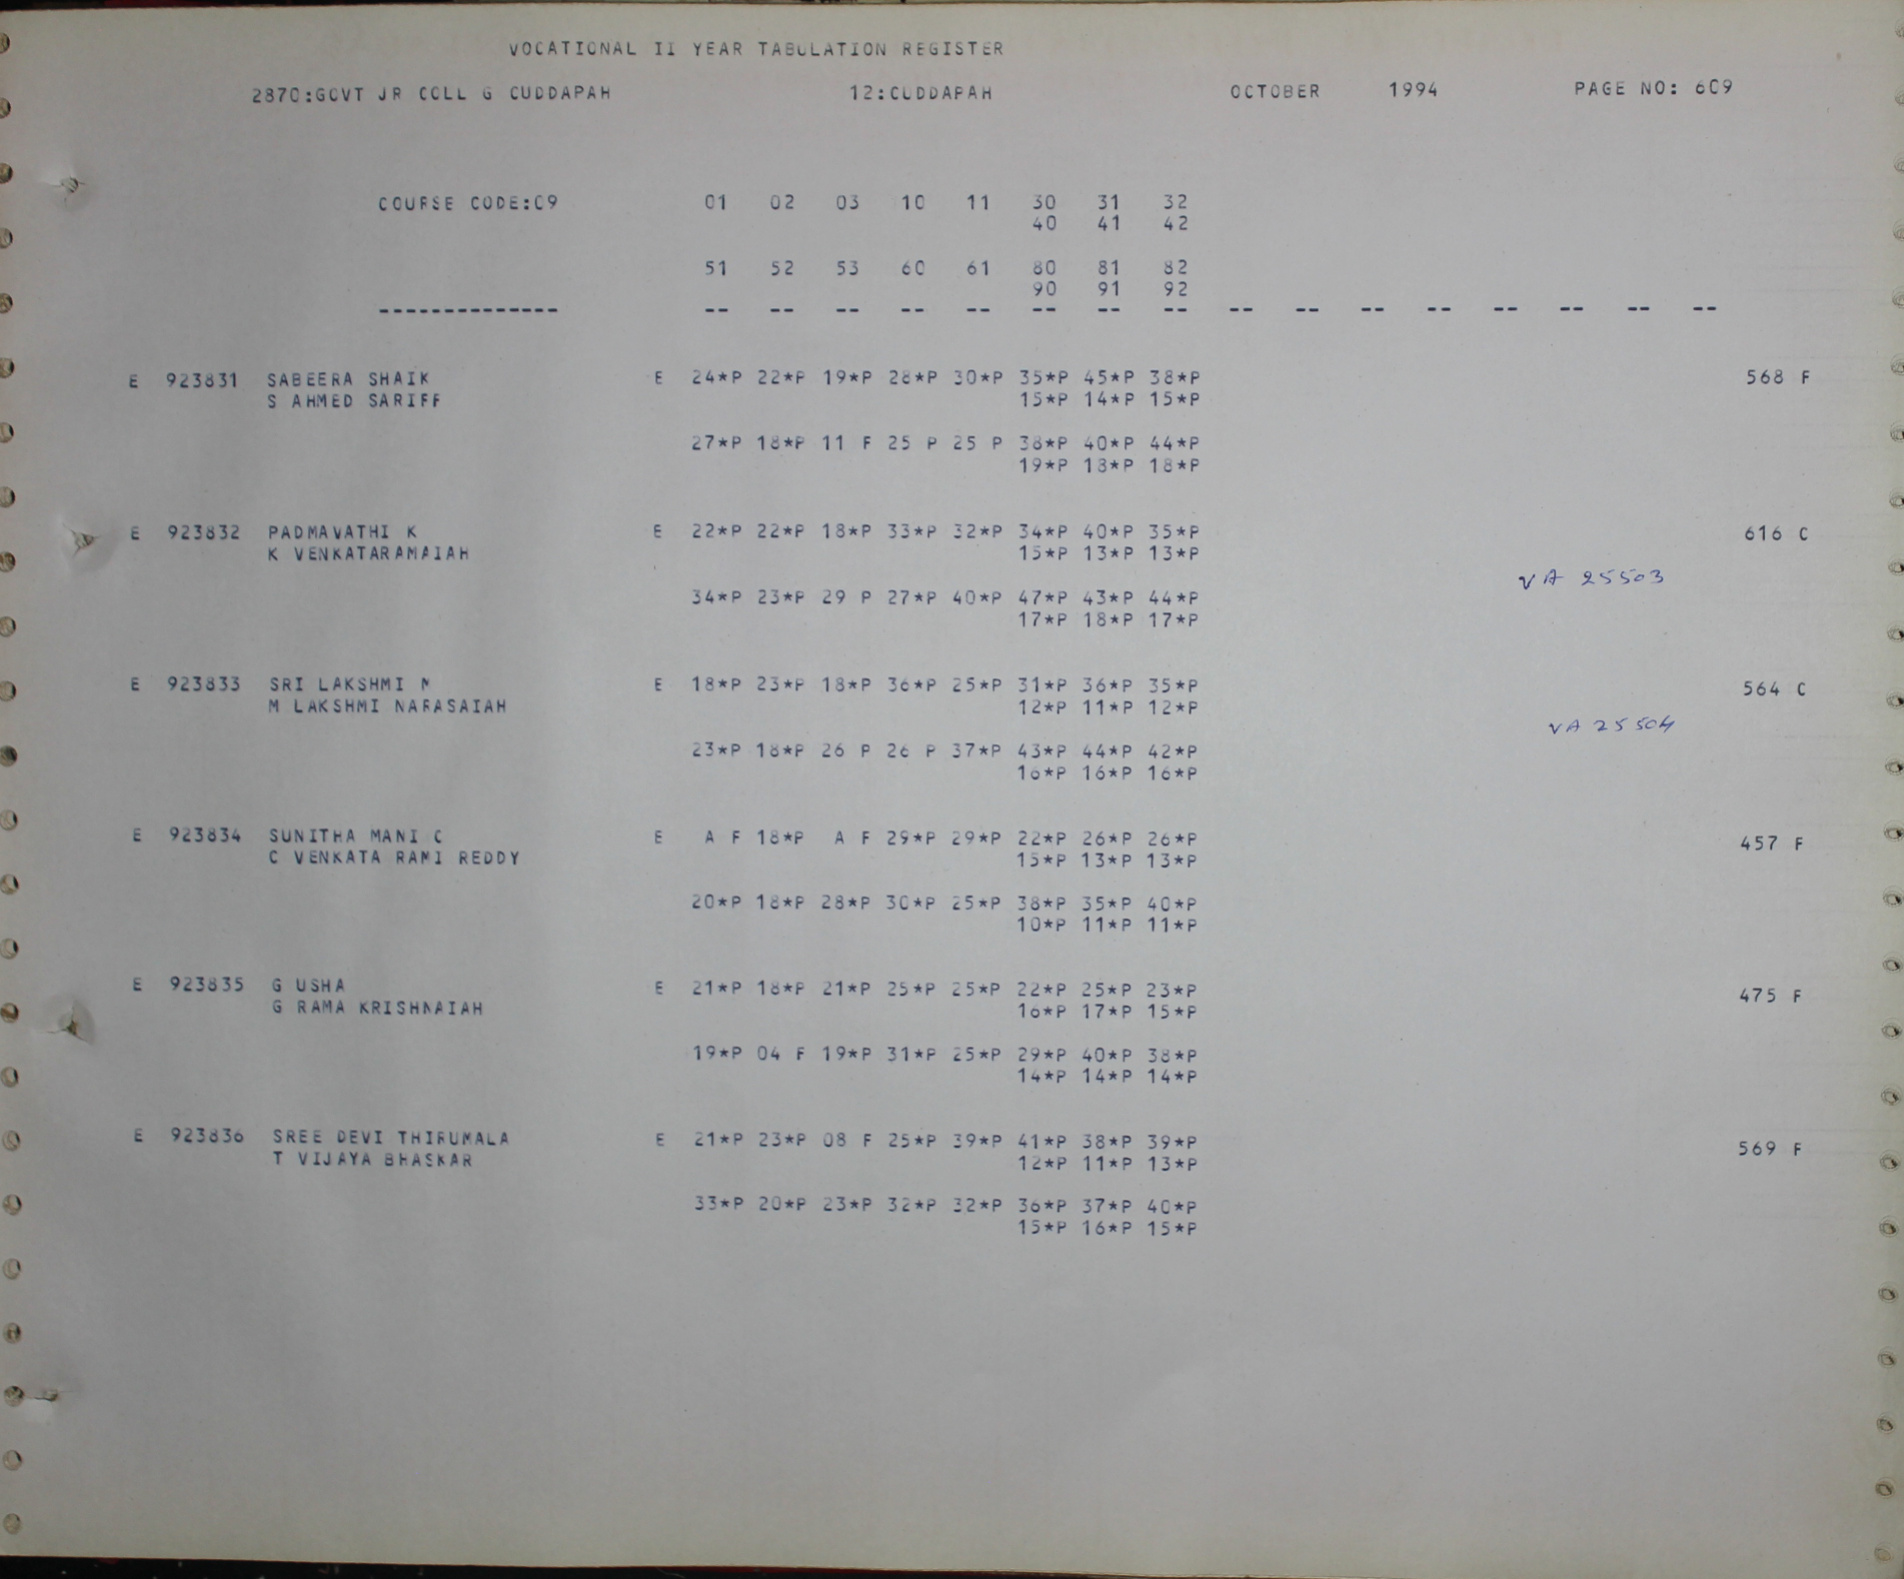 VOCATIONAL II YEAR TABULATION REGISTER
2870:GOVT JR COLL G CUDDAPAH 12:CUDDAPAH OCTOBER 1994 PAGE NO: 609
COURSE CODE:09 01 02 03 10 11 30 31 32
40 41 42
51 52 53 60 61 80 81 82
90 91 92
-------------- -- -- -- -- -- -- -- -- -- -- -- -- -- -- -- --
E 923831 SABEERA SHAIK E 24*P 22*P 19*P 28*P 30*P 35*P 45*P 38*P 568 F
S AHMED SARIFF 15*P 14*P 15*P
27*P 18*P 11 F 25 P 25 P 38*P 40*P 44*P
19*P 18*P 18*P
E 923832 PADMAVATHI K E 22*P 22*P 18*P 33*P 32*P 34*P 40*P 35*P 616 C
K VENKATARAMAIAH 15*P 13*P 13*P
VA 25503
34*P 23*P 29 P 27*P 40*P 47*P 43*P 44*P
17*P 18*P 17*P
E 923833 SRI LAKSHMI M E 18*P 23*P 18*P 36*P 25*P 31*P 36*P 35*P 564 C
M LAKSHMI NARASAIAH 12*P 11*P 12*P
VA 25504
23*P 18*P 26 P 26 P 37*P 43*P 44*P 42*P
16*P 16*P 16*P
E 923834 SUNITHA MANI C E A F 18*P A F 29*P 29*P 22*P 26*P 26*P 457 F
C VENKATA RAMI REDDY 15*P 13*P 13*P
20*P 18*P 28*P 30*P 25*P 38*P 35*P 40*P
10*P 11*P 11*P
E 923835 G USHA E 21*P 18*P 21*P 25*P 25*P 22*P 25*P 23*P 475 F
G RAMA KRISHNAIAH 16*P 17*P 15*P
19*P 04 F 19*P 31*P 25*P 29*P 40*P 38*P
14*P 14*P 14*P
E 923836 SREE DEVI THIRUMALA E 21*P 23*P 08 F 25*P 39*P 41*P 38*P 39*P 569 F
T VIJAYA BHASKAR 12*P 11*P 13*P
33*P 20*P 23*P 32*P 32*P 36*P 37*P 40*P
15*P 16*P 15*P